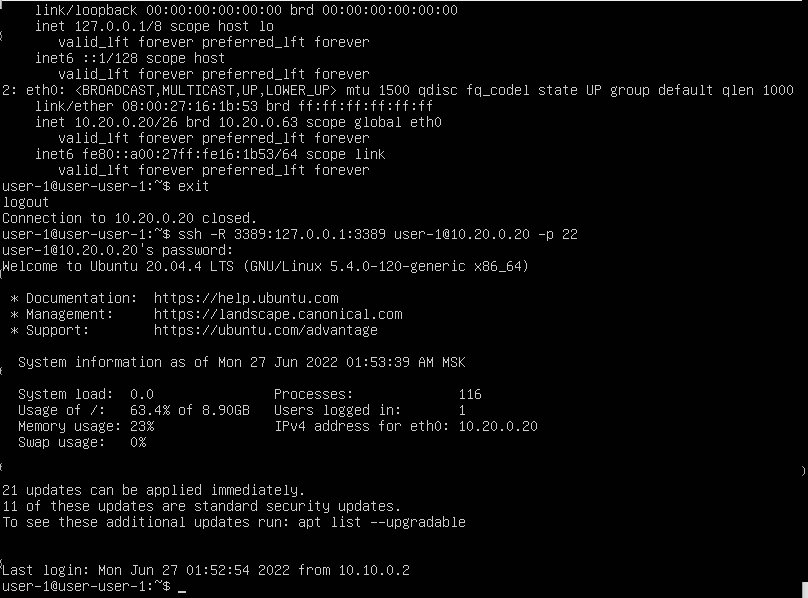 link/loopback 00:00:00:00:00:00 brd 00:00:00:00:00:00
inet 127.0.0.1/8 scope host lo
valid_lft forever preferred_lft forever
inet6 ::1/128 scope host
valid_lft forever preferred_lft forever
2: eth0: <BROADCAST,MULTICAST,UP,LOWER_UP> mtu 1500 qdisc fq_codel state UP group default qlen 1000
link/ether 08:00:27:16:1b:53 brd ff:ff:ff:ff:ff:ff
inet 10.20.0.20/26 brd 10.20.0.63 scope global eth0
valid_lft forever preferred_lft forever
inet6 fe80::a00:27ff:fe16:1b53/64 scope link
valid_lft forever preferred_lft forever
user-1@user-user-1:~$ exit
logout
Connection to 10.20.0.20 closed.
user-1@user-user-1:~$ ssh -R 3389:127.0.0.1:3389 user-1@10.20.0.20 -p 22
user-1@10.20.0.20's password:
Welcome to Ubuntu 20.04.4 LTS (GNU/Linux 5.4.0-120-generic x86_64)
* Documentation: https://help.ubuntu.com
* Management: https://landscape.canonical.com
* Support: https://ubuntu.com/advantage
System information as of Mon 27 Jun 2022 01:53:39 AM MSK
System load: 0.0 Processes: 116
Usage of /: 63.4% of 8.90GB Users logged in: 1
Memory usage: 23% IPv4 address for eth0: 10.20.0.20
Swap usage: 0%
21 updates can be applied immediately.
11 of these updates are standard security updates.
To see these additional updates run: apt list --upgradable
Last login: Mon Jun 27 01:52:54 2022 from 10.10.0.2
user-1@user-user-1:~$ _